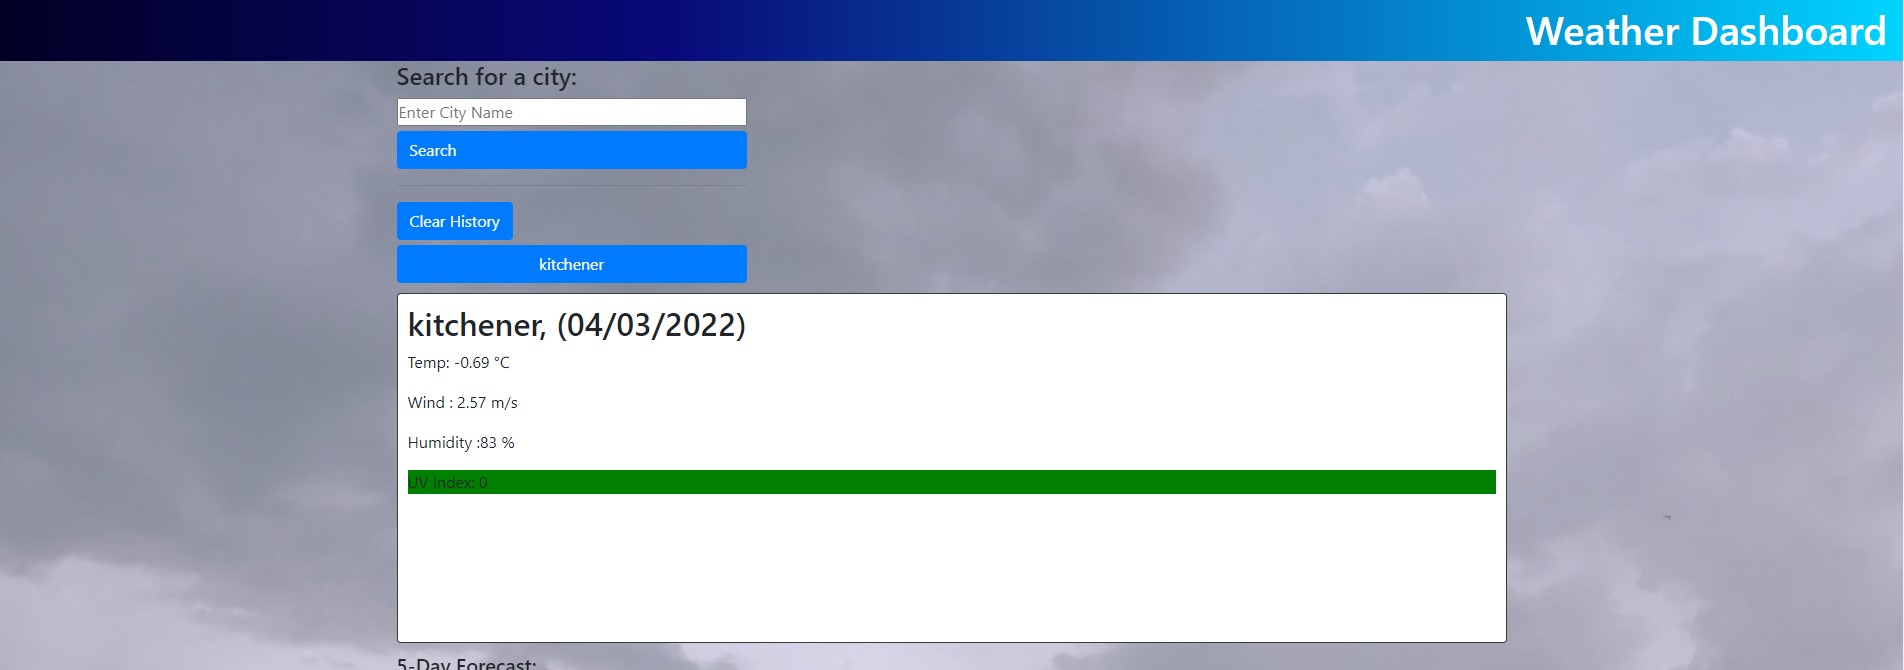 Weather Dashboard
Search for a city:
Enter City Name
Search
Clear History
kitchener
kitchener, (04/03/2022)
Temp: -0.69 °C
Wind : 2.57 m/s
Humidity :83 %
UV Index: 0
5-Day Forecast: